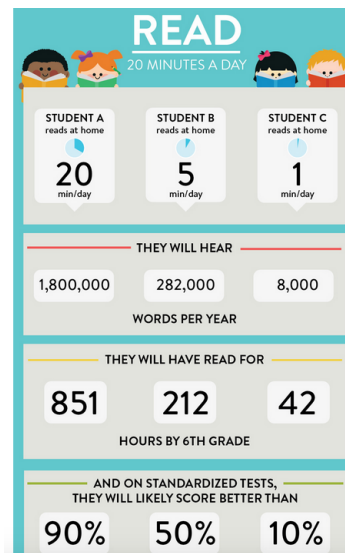 READ
20 MINUTES A DAY
STUDENT A
reads at home
20
min/day
STUDENT B
reads at home
5
min/day
STUDENT C
reads at home
1
min/day
THEY WILL HEAR
1,800,000 282,000 8,000
WORDS PER YEAR
THEY WILL HAVE READ FOR
851 212 42
HOURS BY 6TH GRADE
AND ON STANDARDIZED TESTS,
THEY WILL LIKELY SCORE BETTER THAN
90% 50% 10%